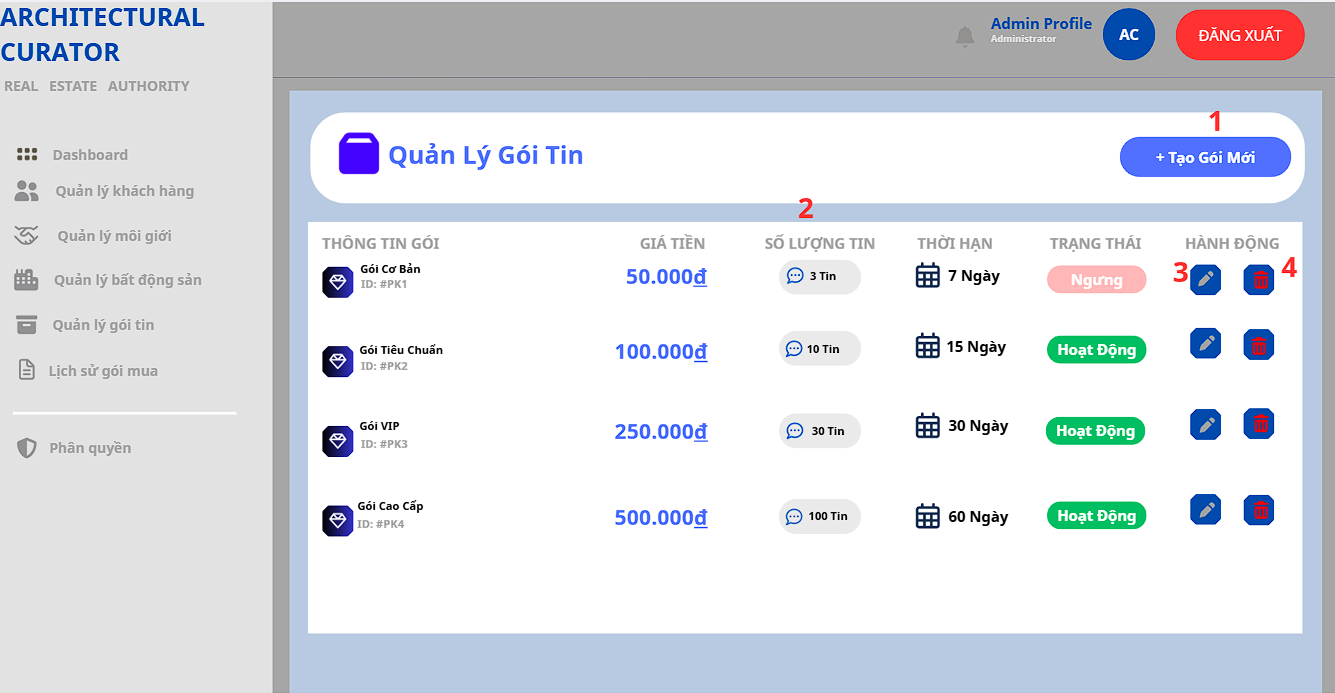 ARCHITECTURAL
CURATOR
REAL ESTATE AUTHORITY
Dashboard
Quản lý khách hàng
Quản lý môi giới
Quản lý bất động sản
Quản lý gói tin
Lịch sử gói mua
Phân quyền
Admin Profile
Administrator
AC
ĐĂNG XUẤT
1
Quản Lý Gói Tin
+ Tạo Gói Mới
2
THÔNG TIN GÓI GIÁ TIỀN SỐ LƯỢNG TIN THỜI HẠN TRẠNG THÁI HÀNH ĐỘNG
Gói Cơ Bản
ID: #PK1
50.000đ
3 Tin
7 Ngày
Ngưng
3
4
Gói Tiêu Chuẩn
ID: #PK2
100.000đ
10 Tin
15 Ngày
Hoạt Động
Gói VIP
ID: #PK3
250.000đ
30 Tin
30 Ngày
Hoạt Động
Gói Cao Cấp
ID: #PK4
500.000đ
100 Tin
60 Ngày
Hoạt Động